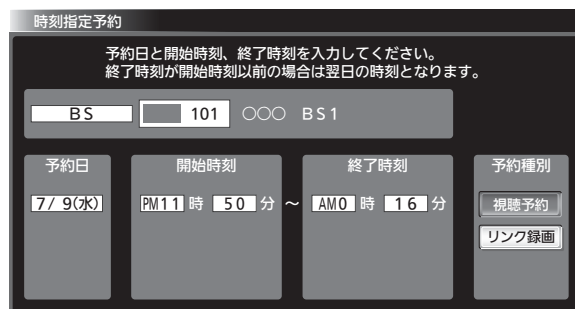 時刻指定予約
予約日と開始時刻、終了時刻を入力してください。
終了時刻が開始時刻以前の場合は翌日の時刻となります。
BS 101 ○○○ BS1
予約日 開始時刻 終了時刻 予約種別
7/ 9(水) PM11 時 50 分 ～ AM0 時 16 分 視聴予約
リンク録画